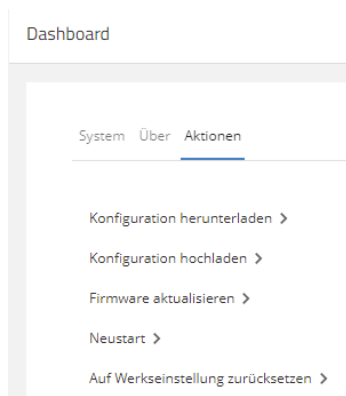 Dashboard
System Über Aktionen
Konfiguration herunterladen
Konfiguration hochladen
Firmware aktualisieren
Neustart
Auf Werkseinstellung zurücksetzen